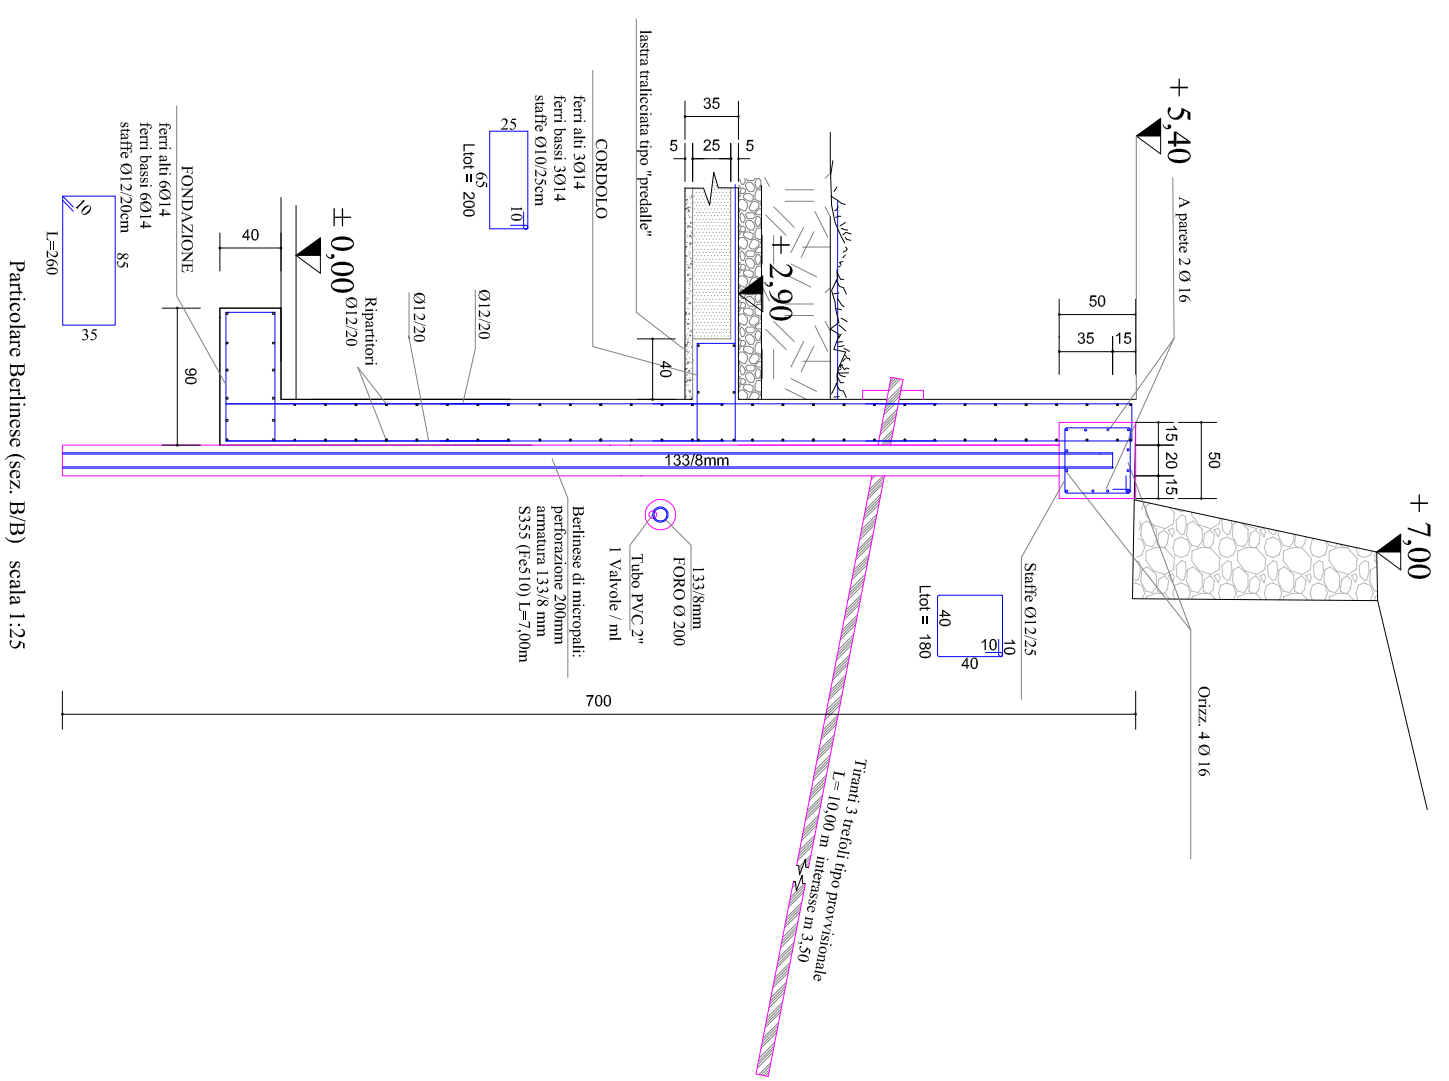 + 7,00
+ 5,40
A parete 2 Ø 16
50
35
15
15
20
15
50
Orizz. 4 Ø 16
Staffe Ø12/25
10
10
40
40
Ltot = 180
+ 2,90
35
5
25
5
40
lastra tralicciata tipo "predalle"
CORDOLO
ferri alti 3Ø14
ferri bassi 3Ø14
staffe Ø10/25cm
25
10
65
Ltot = 200
133/8mm
133/8mm
FORO Ø 200
Tubo PVC 2"
1 Valvole / ml
Berlinese di micropali:
perforazione 200mm
armatura 133/8 mm
S355 (Fe510) L=7,00m
700
Tiranti 3 trefoli tipo provvisionale
L= 10,00 m interasse m 3,50
Ø12/20
Ø12/20
Ripartitori
Ø12/20
± 0,00
40
90
FONDAZIONE
ferri alti 6Ø14
ferri bassi 6Ø14
staffe Ø12/20cm
10
85
35
L=260
Particolare Berlinese (sez. B/B) scala 1:25